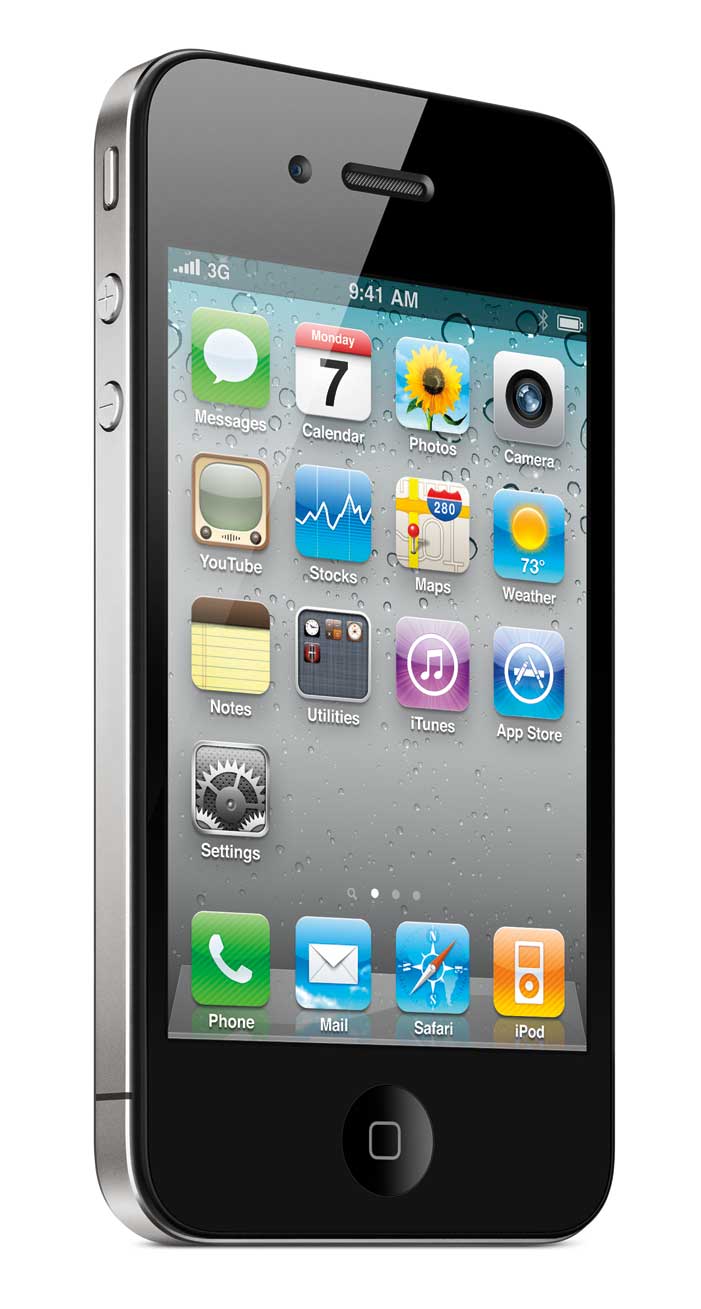 3G
9:41 AM
Monday
7
Messages
Calendar
Photos
Camera
280
73°
YouTube
Stocks
Maps
Weather
Notes
Utilities
iTunes
App Store
Settings
N
S
Phone
Mail
Safari
iPod